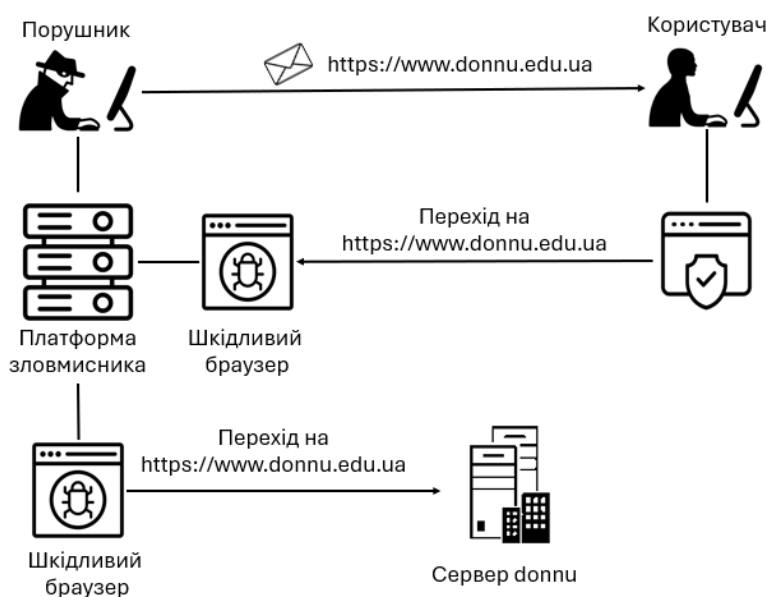 Порушник
Користувач
https://www.donnu.edu.ua
Перехід на
https://www.donnu.edu.ua
Платформа
зловмисника
Шкідливий
браузер
Перехід на
https://www.donnu.edu.ua
Шкідливий
браузер
Сервер donnu